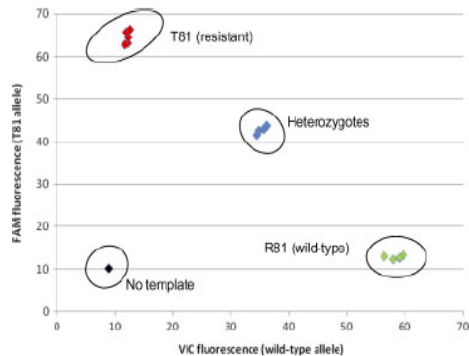 70
60
50
40
30
20
10
0
T81 (resistant)
Heterozygotes
R81 (wild-type)
No template
0 10 20 30 40 50 60 70
FAM fluorescence (T81 allele)
VIC fluorescence (wild-type allele)